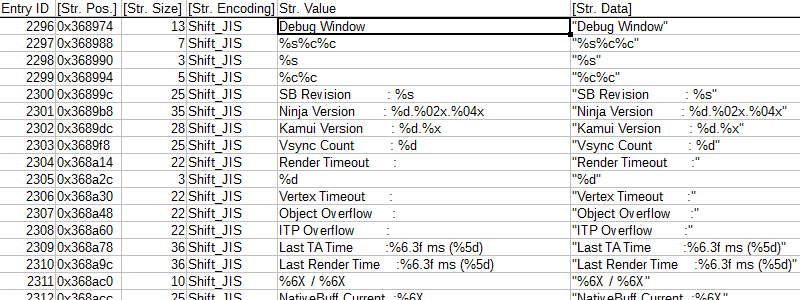 Entry ID [Str. Pos.] [Str. Size] [Str. Encoding] Str. Value [Str. Data]
2296 0x368974 13 Shift_JIS Debug Window "Debug Window"
2297 0x368988 7 Shift_JIS %s%c%c "%s%c%c"
2298 0x368990 3 Shift_JIS %s "%s"
2299 0x368994 5 Shift_JIS %c%c "%c%c"
2300 0x36899c 25 Shift_JIS SB Revision : %s "SB Revision : %s"
2301 0x3689b8 35 Shift_JIS Ninja Version : %d.%02x.%04x "Ninja Version : %d.%02x.%04x"
2302 0x3689dc 28 Shift_JIS Kamui Version : %d.%x "Kamui Version : %d.%x"
2303 0x3689f8 25 Shift_JIS Vsync Count : %d "Vsync Count : %d"
2304 0x368a14 22 Shift_JIS Render Timeout : "Render Timeout :"
2305 0x368a2c 3 Shift_JIS %d "%d"
2306 0x368a30 22 Shift_JIS Vertex Timeout : "Vertex Timeout :"
2307 0x368a48 22 Shift_JIS Object Overflow : "Object Overflow :"
2308 0x368a60 22 Shift_JIS ITP Overflow : "ITP Overflow :"
2309 0x368a78 36 Shift_JIS Last TA Time :%6.3f ms (%5d) "Last TA Time :%6.3f ms (%5d)"
2310 0x368a9c 36 Shift_JIS Last Render Time :%6.3f ms (%5d) "Last Render Time :%6.3f ms (%5d)"
2311 0x368ac0 10 Shift_JIS %6X / %6X "%6X / %6X"
2312 0x368acc 25 Shift_JIS NativeBuff Current :%6X "NativeBuff Current :%6X"